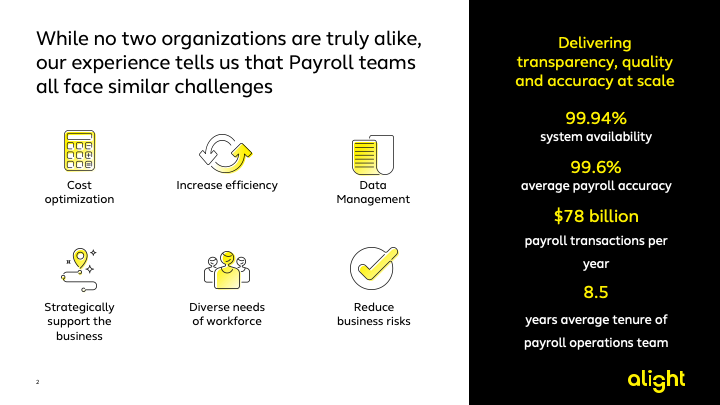 While no two organizations are truly alike,
our experience tells us that Payroll teams
all face similar challenges
Cost
optimization
Increase efficiency
Data
Management
Strategically
support the
business
Diverse needs
of workforce
Reduce
business risks
2
Delivering
transparency, quality
and accuracy at scale
99.94%
system availability
99.6%
average payroll accuracy
$78 billion
payroll transactions per
year
8.5
years average tenure of
payroll operations team
alight